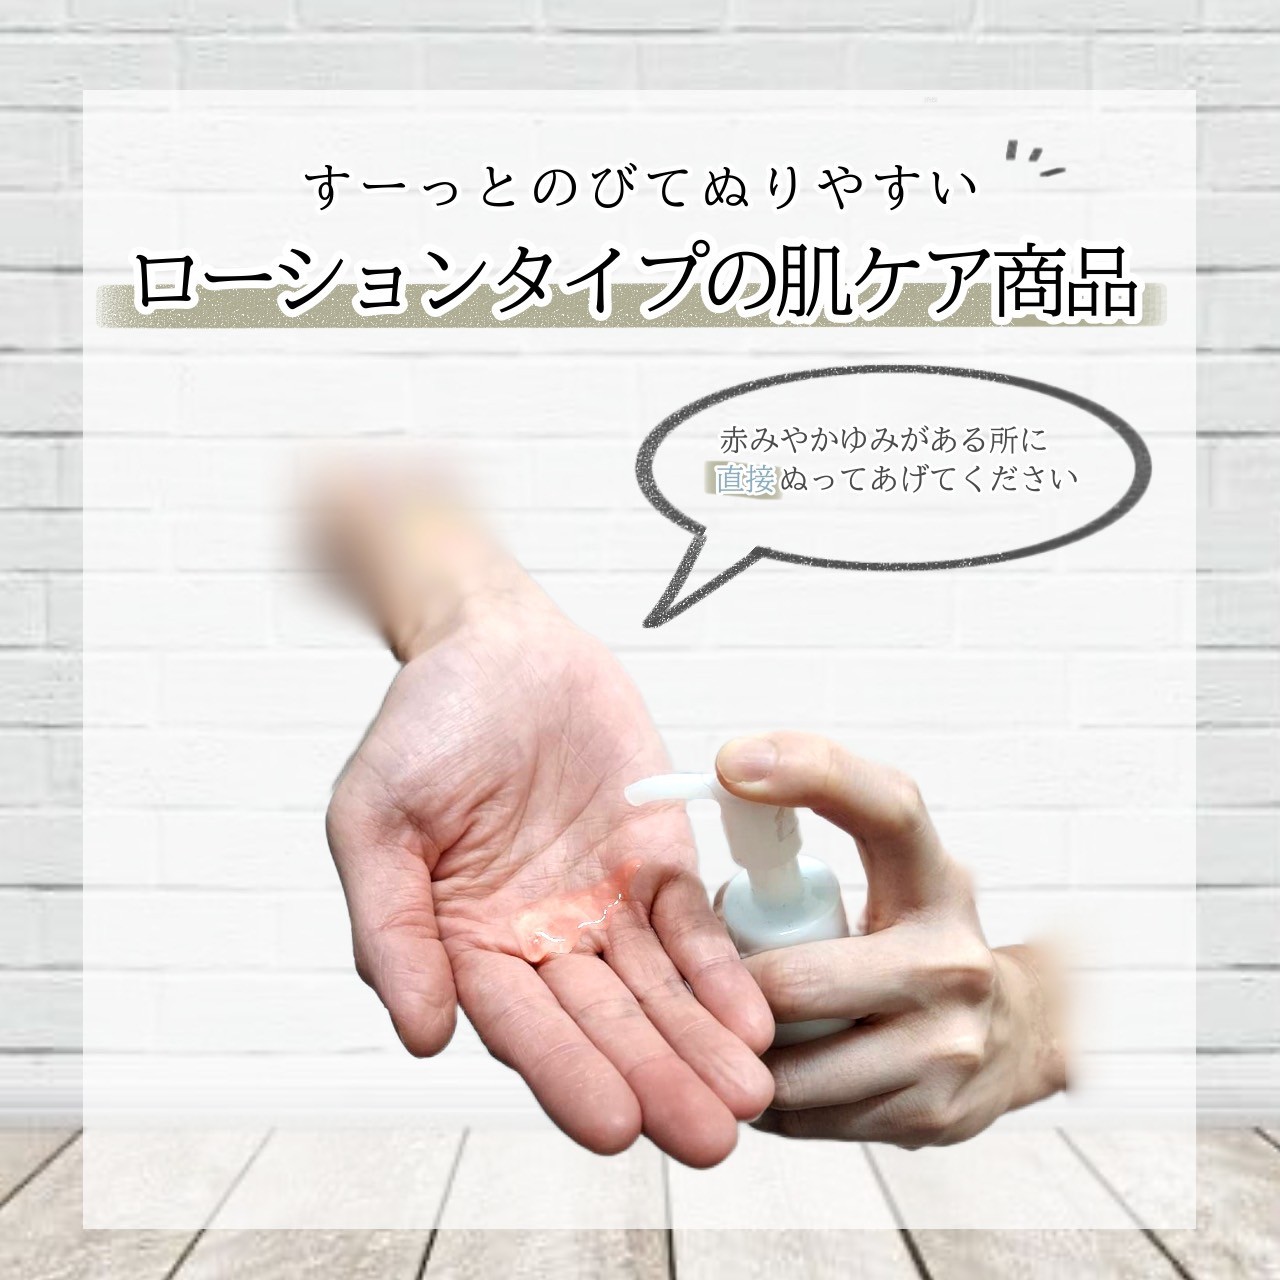 すーっとのびてぬりやすい
ローションタイプの肌ケア商品
赤みやかゆみがある所に
直接ぬってあげてください